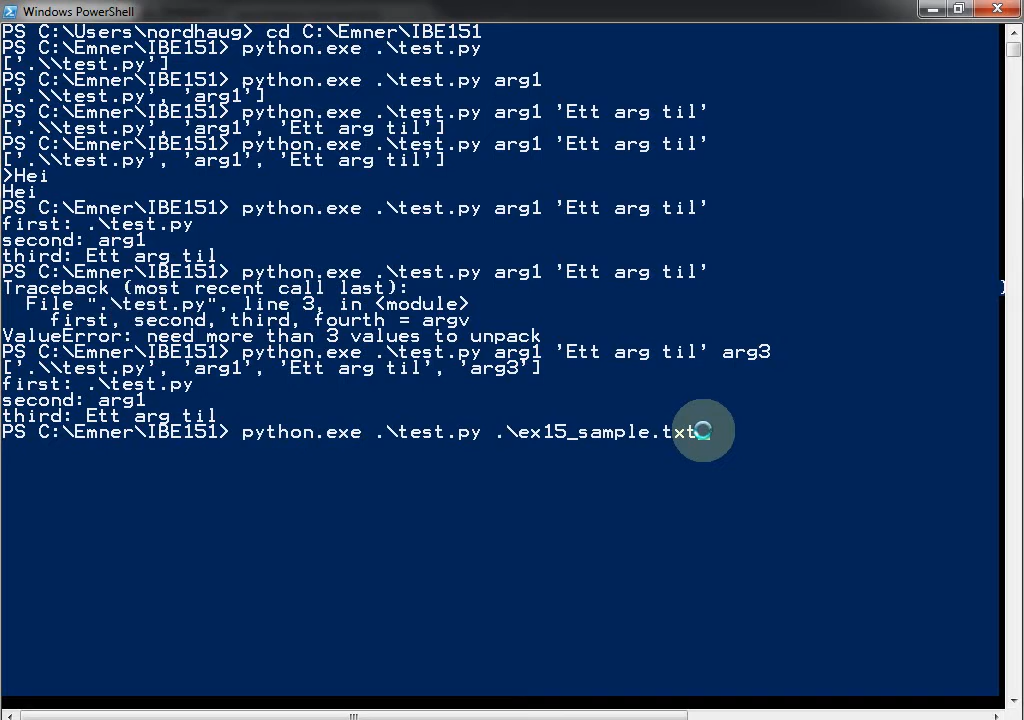 Windows PowerShell
PS C:\Users\nordhaug> cd C:\Emner\IBE151
PS C:\Emner\IBE151> python.exe .\test.py
['.\\test.py']
PS C:\Emner\IBE151> python.exe .\test.py arg1
['.\\test.py', 'arg1']
PS C:\Emner\IBE151> python.exe .\test.py arg1 'Ett arg til'
['.\\test.py', 'arg1', 'Ett arg til']
PS C:\Emner\IBE151> python.exe .\test.py arg1 'Ett arg til'
['.\\test.py', 'arg1', 'Ett arg til']
>Hei
Hei
PS C:\Emner\IBE151> python.exe .\test.py arg1 'Ett arg til'
first: .\test.py
second: arg1
third: Ett arg til
PS C:\Emner\IBE151> python.exe .\test.py arg1 'Ett arg til'
Traceback (most recent call last):
  File ".\test.py", line 3, in <module>
    first, second, third, fourth = argv
ValueError: need more than 3 values to unpack
PS C:\Emner\IBE151> python.exe .\test.py arg1 'Ett arg til' arg3
['.\\test.py', 'arg1', 'Ett arg til', 'arg3']
first: .\test.py
second: arg1
third: Ett arg til
PS C:\Emner\IBE151> python.exe .\test.py .\ex15_sample.txt